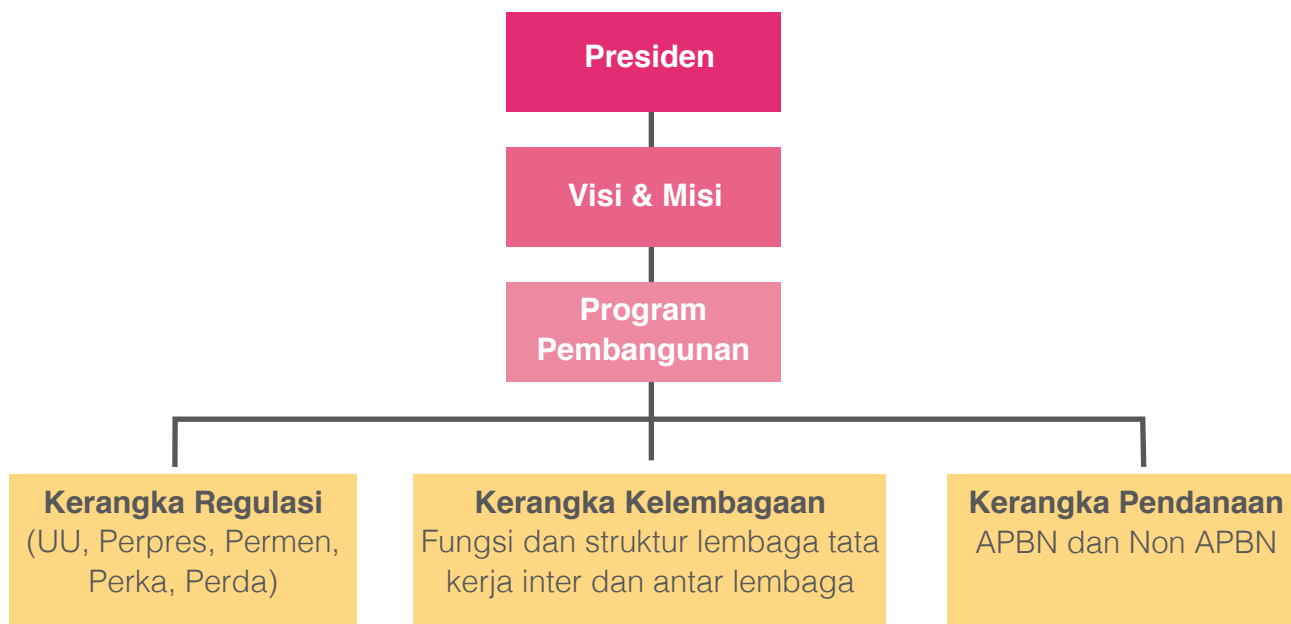 Presiden
Visi & Misi
Program
Pembangunan
Kerangka Regulasi
(UU, Perpres, Permen,
Perka, Perda)
Kerangka Kelembagaan
Fungsi dan struktur lembaga tata
kerja inter dan antar lembaga
Kerangka Pendanaan
APBN dan Non APBN